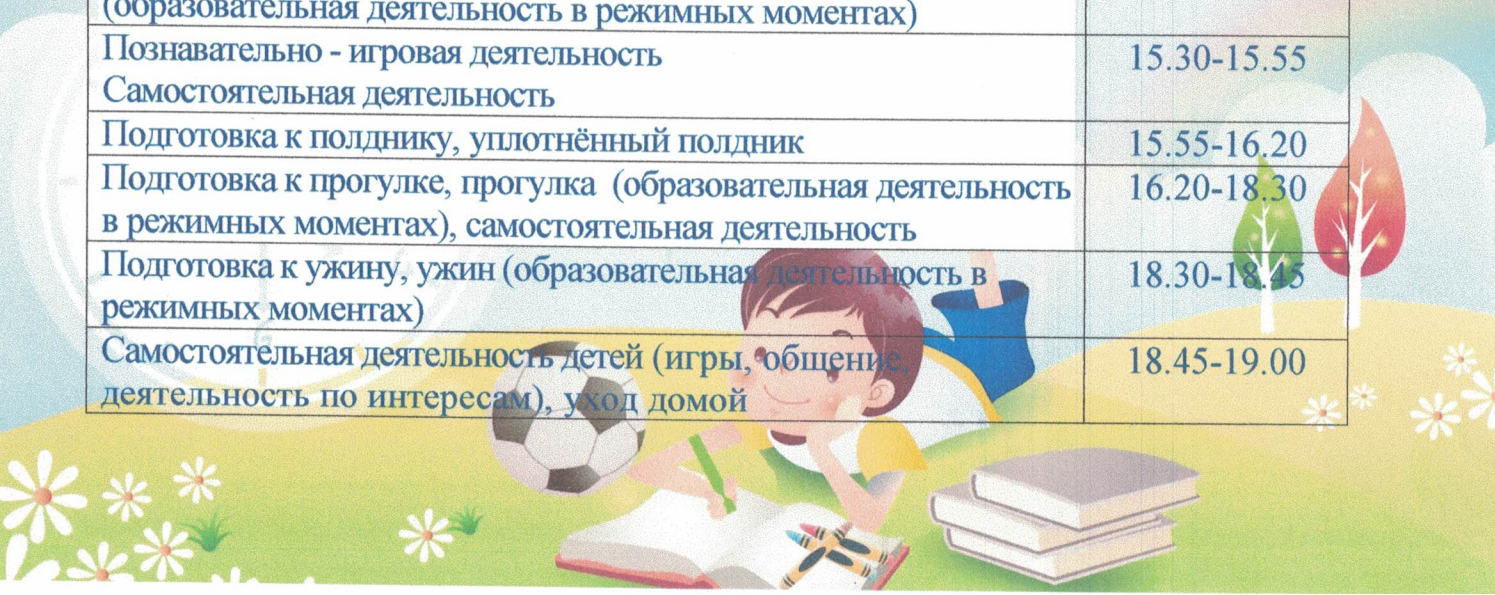 (образовательная деятельность в режимных моментах)
Познавательно - игровая деятельность 15.30-15.55
Самостоятельная деятельность
Подготовка к полднику, уплотнённый полдник 15.55-16.20
Подготовка к прогулке, прогулка (образовательная деятельность 16.20-18.30
в режимных моментах), самостоятельная деятельность
Подготовка к ужину, ужин (образовательная деятельность в 18.30-18.45
режимных моментах)
Самостоятельная деятельность детей (игры, общение, 18.45-19.00
деятельность по интересам), уход домой